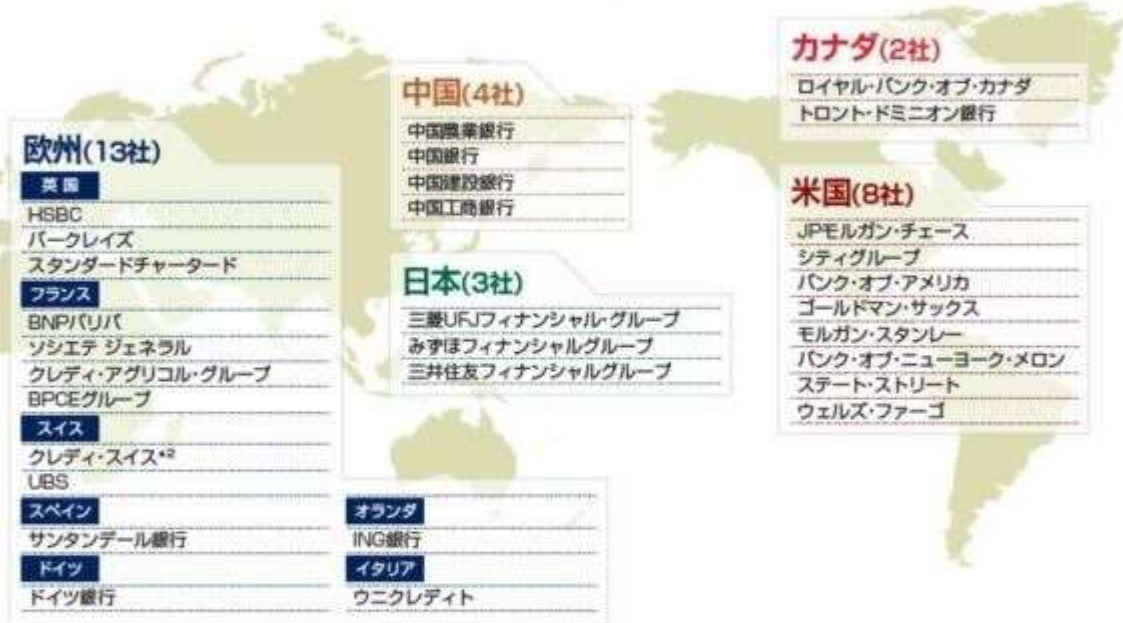 欧州(13社)
英国
HSBC
バークレイズ
スタンダードチャータード
フランス
BNPパリバ
ソシエテ ジェネラル
クレディ・アグリコル・グループ
BPCEグループ
スイス
クレディ・スイス*2
UBS
スペイン
サンタンデール銀行
ドイツ
ドイツ銀行
オランダ
ING銀行
イタリア
ウニクレディト
中国(4社)
中国農業銀行
中国銀行
中国建設銀行
中国工商銀行
日本(3社)
三菱UFJフィナンシャル・グループ
みずほフィナンシャルグループ
三井住友フィナンシャルグループ
カナダ(2社)
ロイヤル・バンク・オブ・カナダ
トロント・ドミニオン銀行
米国(8社)
JPモルガン・チェース
シティグループ
バンク・オブ・アメリカ
ゴールドマン・サックス
モルガン・スタンレー
バンク・オブ・ニューヨーク・メロン
ステート・ストリート
ウェルズ・ファーゴ